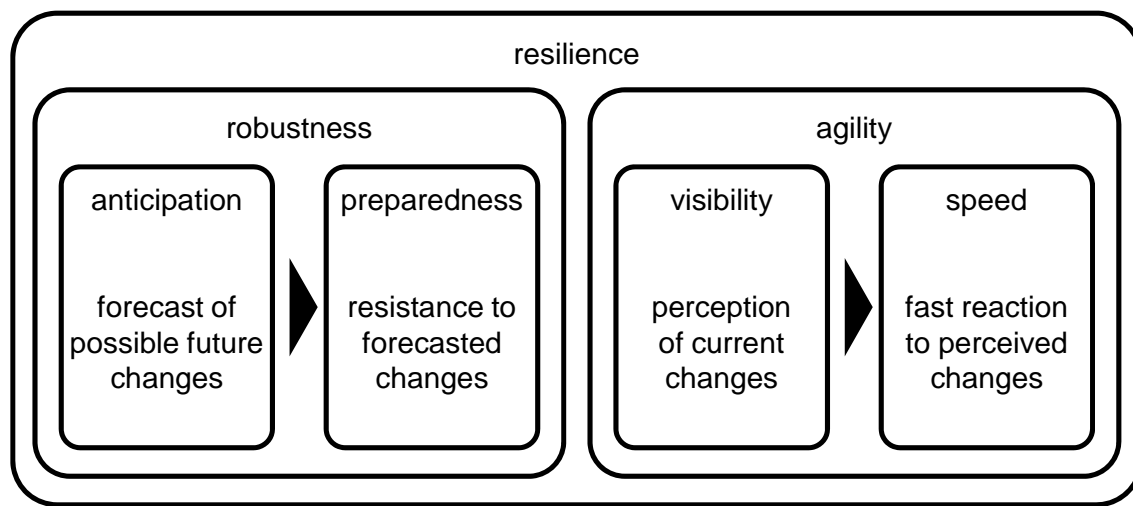 resilience
robustness
anticipation
forecast of
possible future
changes
preparedness
resistance to
forecasted
changes
agility
visibility
perception
of current
changes
speed
fast reaction
to perceived
changes